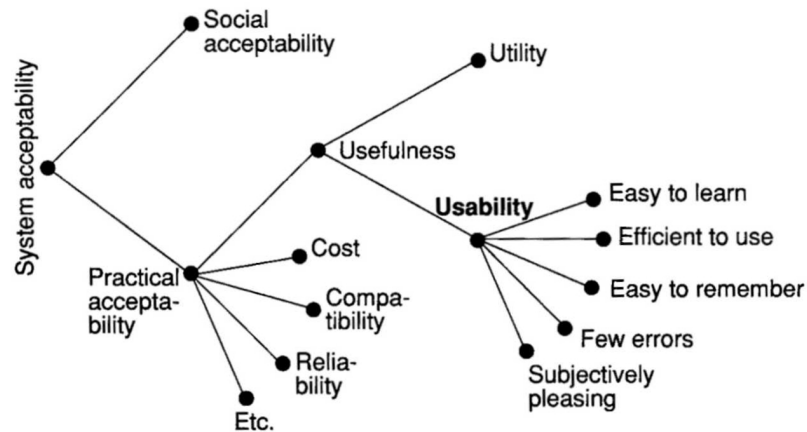 Social
acceptability
System acceptability
Utility
Usefulness
Usability
Easy to learn
Efficient to use
Easy to remember
Few errors
Subjectively
pleasing
Practical
accepta-
bility
Cost
Compa-
tibility
Relia-
bility
Etc.